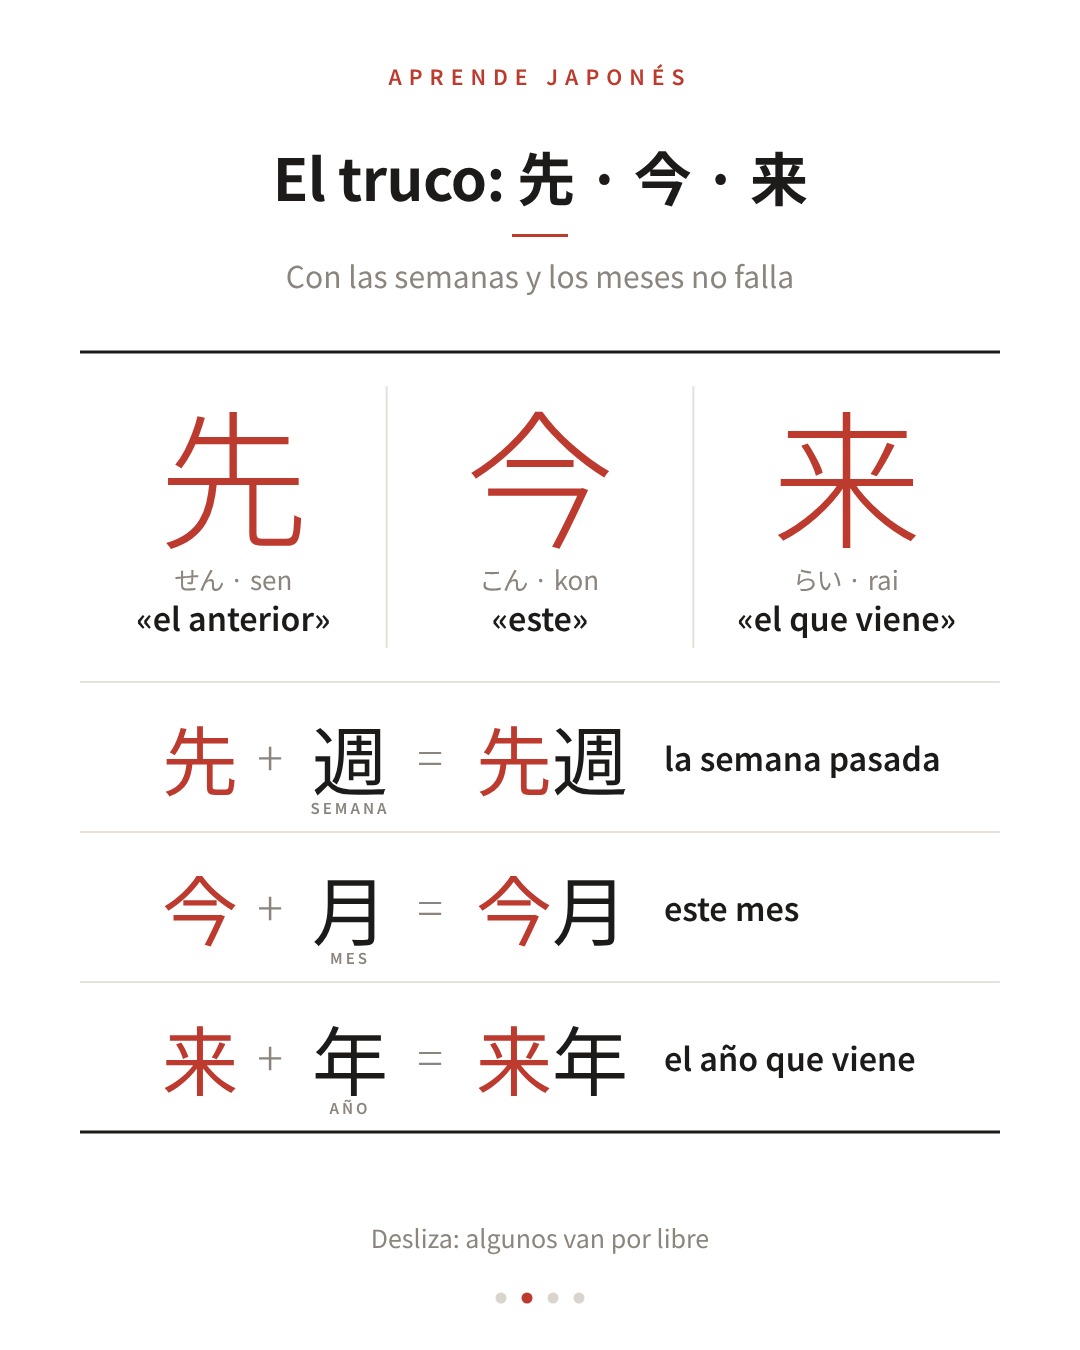 APRENDE JAPONÉS
El truco: 先 · 今 · 来
Con las semanas y los meses no falla
先
せん · sen
«el anterior»
今
こん · kon
«este»
来
らい · rai
«el que viene»
先 + 週 = 先週 la semana pasada
SEMANA
今 + 月 = 今月 este mes
MES
来 + 年 = 来年 el año que viene
AÑO
Desliza: algunos van por libre